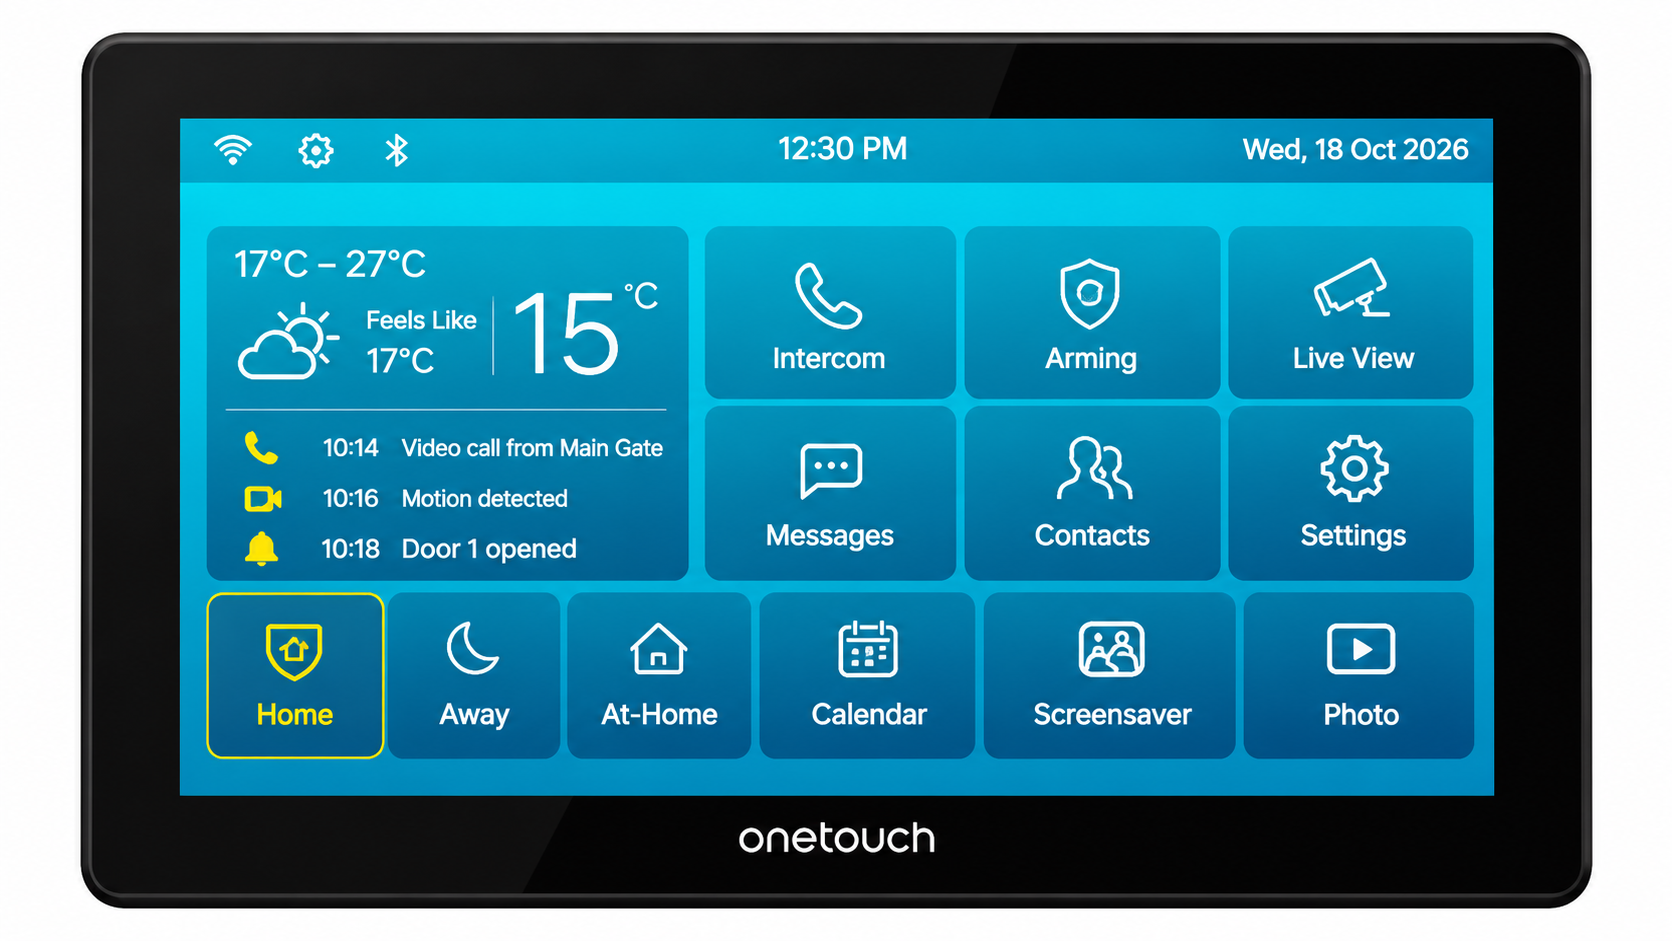 12:30 PM
Wed, 18 Oct 2026
17°C – 27°C
Feels Like
17°C
15 °C
10:14 Video call from Main Gate
10:16 Motion detected
10:18 Door 1 opened
Intercom
Arming
Live View
Messages
Contacts
Settings
Home
Away
At-Home
Calendar
Screensaver
Photo
onetouch